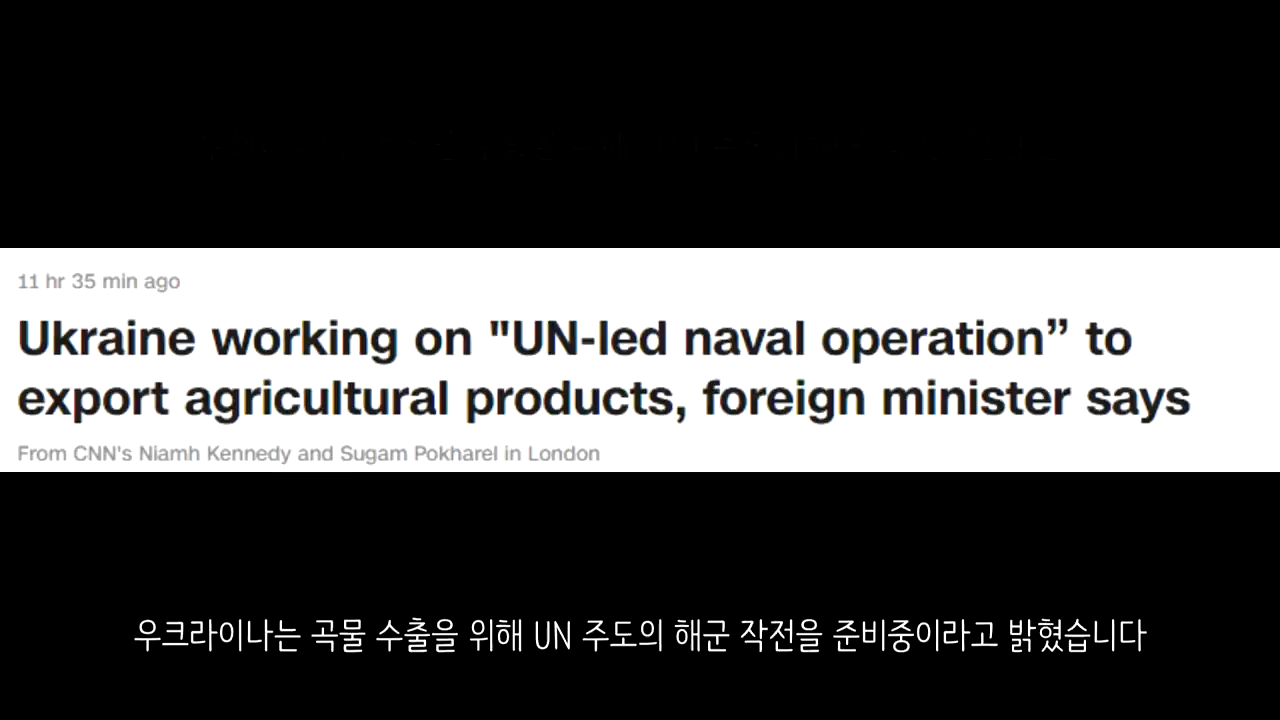 11 hr 35 min ago
Ukraine working on "UN-led naval operation” to
export agricultural products, foreign minister says
From CNN's Niamh Kennedy and Sugam Pokharel in London
우크라이나는 곡물 수출을 위해 UN 주도의 해군 작전을 준비중이라고 밝혔습니다